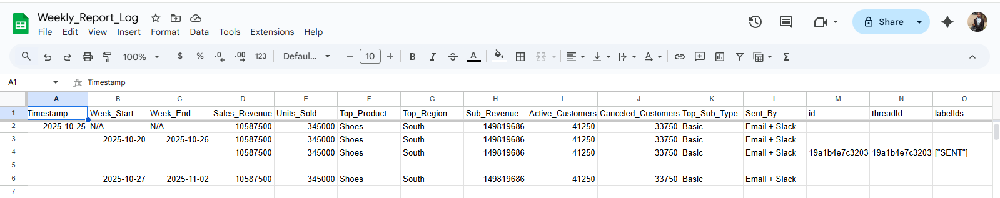 Weekly_Report_Log
File Edit View Insert Format Data Tools Extensions Help
Share
100% $ % .0 .00 123 Defaul... 10 B I S A A Σ
A1 fx Timestamp
A B C D E F G H I J K L M N O
1 Timestamp Week_Start Week_End Sales_Revenue Units_Sold Top_Product Top_Region Sub_Revenue Active_Customers Canceled_Customers Top_Sub_Type Sent_By id threadId labelIds
2 2025-10-25 N/A N/A 10587500 345000 Shoes South 149819686 41250 33750 Basic Email + Slack
3 2025-10-20 2025-10-26 10587500 345000 Shoes South 149819686 41250 33750 Basic Email + Slack
4 10587500 345000 Shoes South 149819686 41250 33750 Basic Email + Slack 19a1b4e7c3203 19a1b4e7c3203 ["SENT"]
5
6 2025-10-27 2025-11-02 10587500 345000 Shoes South 149819686 41250 33750 Basic Email + Slack
7